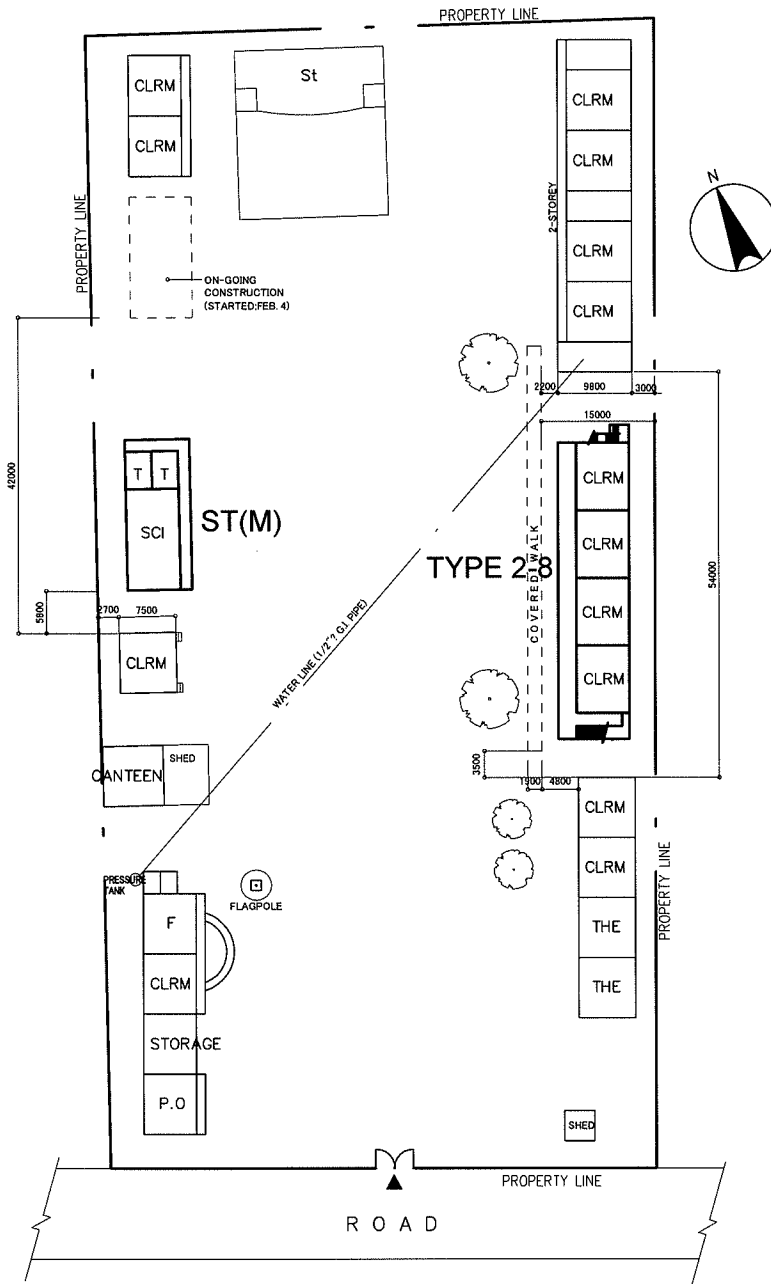 PROPERTY LINE
CLRM
CLRM
St
CLRM
CLRM
2-STOREY
CLRM
CLRM
N
PROPERTY LINE
ON-GOING
CONSTRUCTION
(STARTED:FEB. 4)
2200
9800
3000
15000
42000
T
T
SCI
ST(M)
TYPE 2-8
COVERED WALK
CLRM
CLRM
CLRM
CLRM
54000
5800
2700
7500
CLRM
WATER LINE (1/2"? G.I PIPE)
CANTEEN
SHED
3500
1900
4800
CLRM
CLRM
THE
THE
PROPERTY LINE
PRESSURE
TANK
FLAGPOLE
F
CLRM
STORAGE
P.O
SHED
PROPERTY LINE
ROAD